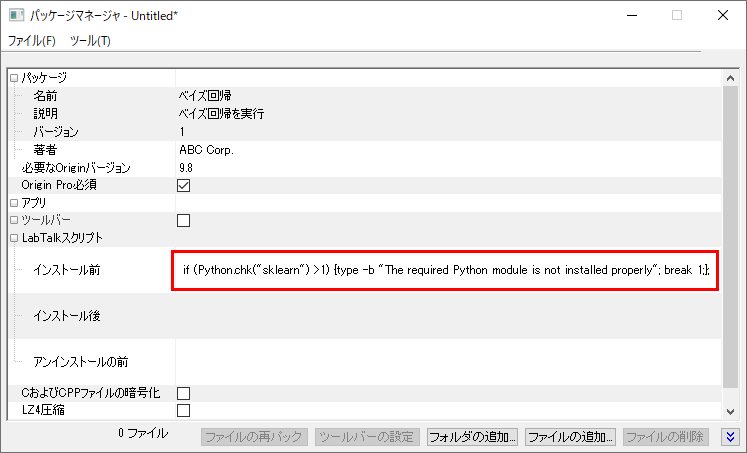 パッケージマネージャ - Untitled*
ファイル(F) ツール(T)
パッケージ
名前 ベイズ回帰
説明 ベイズ回帰を実行
バージョン 1
著者 ABC Corp.
必要なOriginバージョン 9.8
Origin Pro必須
アプリ
ツールバー
LabTalkスクリプト
インストール前 if (Python.chk("sklearn") >1) {type -b "The required Python module is not installed properly"; break 1;};
インストール後
アンインストールの前
CおよびCPPファイルの暗号化
LZ4圧縮
0 ファイル ファイルの再パック ツールバーの設定 フォルダの追加... ファイルの追加... ファイルの削除